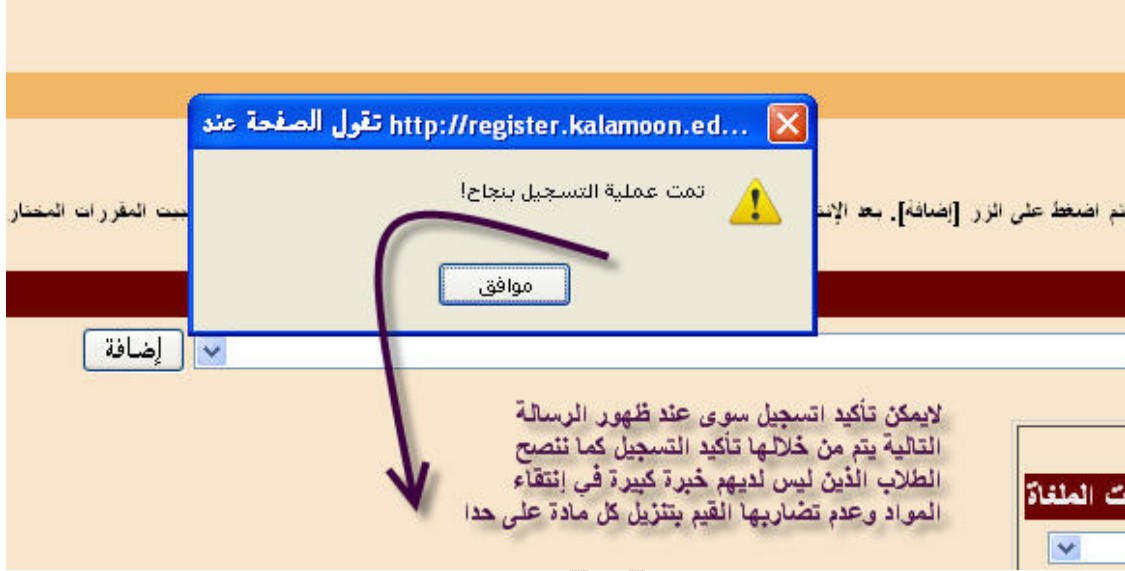 تقول الصفحة عند http://register.kalamoon.ed...
تمت عملية التسجيل بنجاح!
موافق
ثم اضغط على الزر [إضافة]. بعد
المقررات
إضافة
لايمكن تأكيد اتسجيل سوى عند ظهور الرسالة
التالية يتم من خلالها تأكيد التسجيل كما ننصح
الطلاب الذين ليس لديهم خبرة كبيرة في إنتقاء
المواد وعدم تضاربها القيم بتنزيل كل مادة على حدا
الملغاة